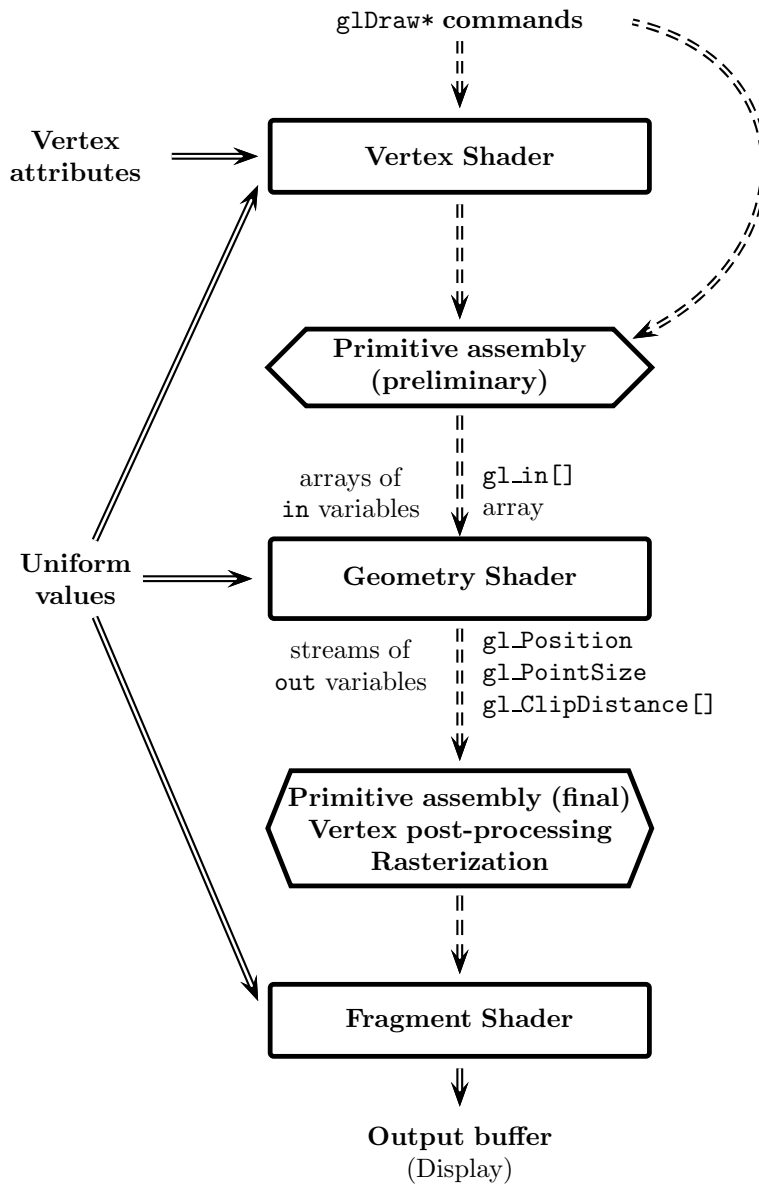 glDraw* commands
Vertex
attributes
Vertex Shader
Primitive assembly
(preliminary)
arrays of
in variables
gl_in[]
array
Uniform
values
Geometry Shader
streams of
out variables
gl_Position
gl_PointSize
gl_ClipDistance[]
Primitive assembly (final)
Vertex post-processing
Rasterization
Fragment Shader
Output buffer
(Display)